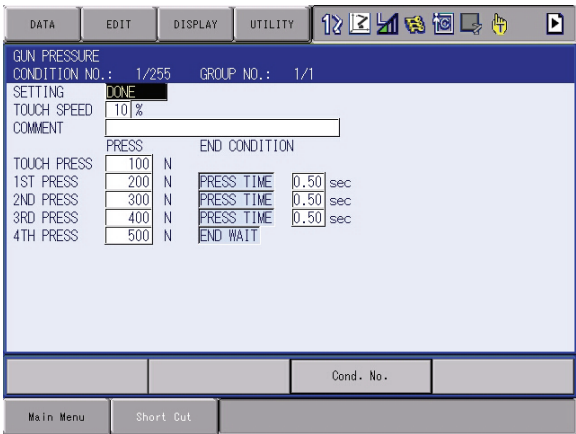 DATA EDIT DISPLAY UTILITY
GUN PRESSURE
CONDITION NO.: 1/255 GROUP NO.: 1/1
SETTING DONE
TOUCH SPEED 10 %
COMMENT
PRESS END CONDITION
TOUCH PRESS 100 N
1ST PRESS 200 N PRESS TIME 0.50 sec
2ND PRESS 300 N PRESS TIME 0.50 sec
3RD PRESS 400 N PRESS TIME 0.50 sec
4TH PRESS 500 N END WAIT
Cond. No.
Main Menu Short Cut